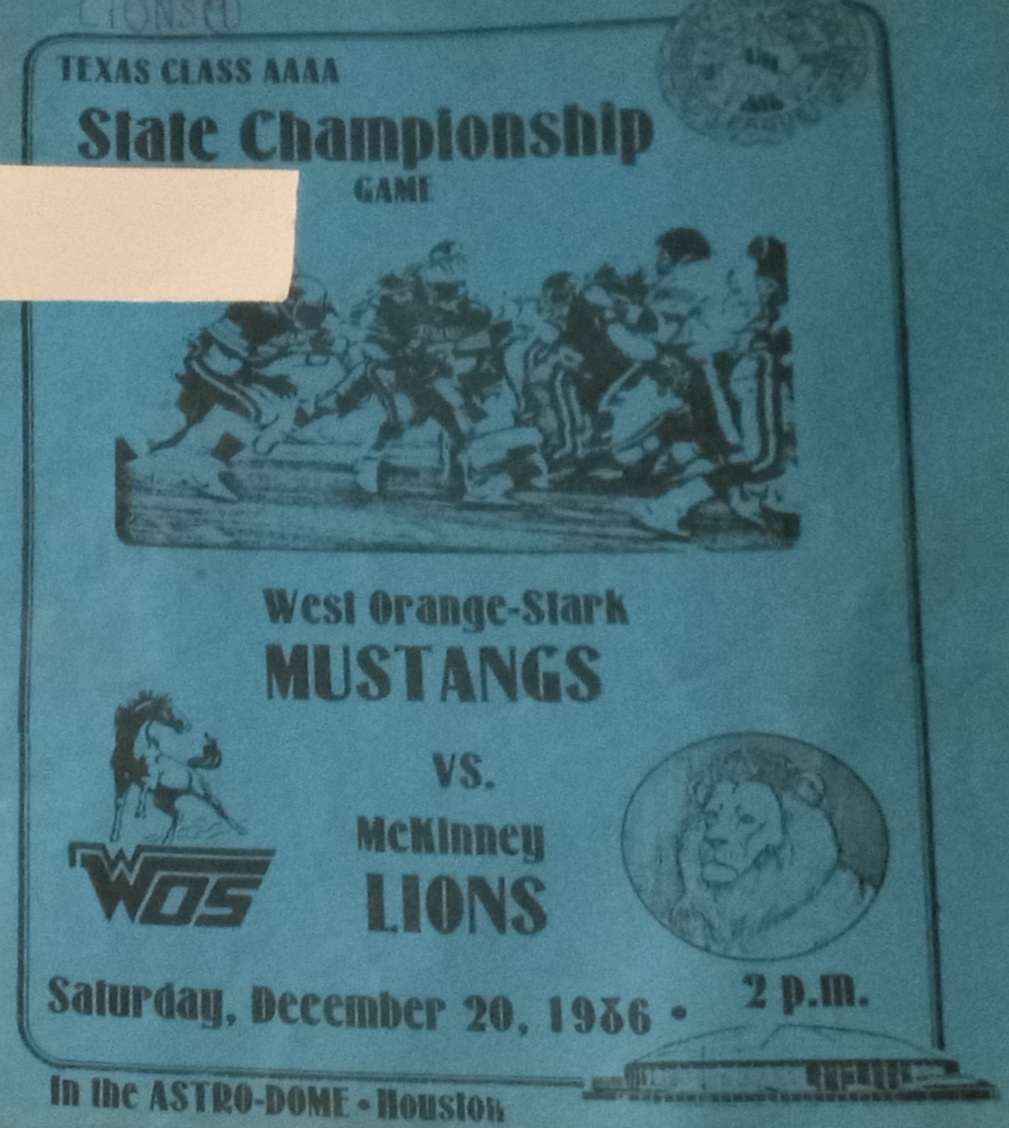 LIONS
TEXAS CLASS AAAA
State Championship
GAME
West Orange-Stark
MUSTANGS
VS.
McKinney
LIONS
WOS
Saturday, December 20, 1986 • 2 p.m.
In the ASTRO-DOME • Houston